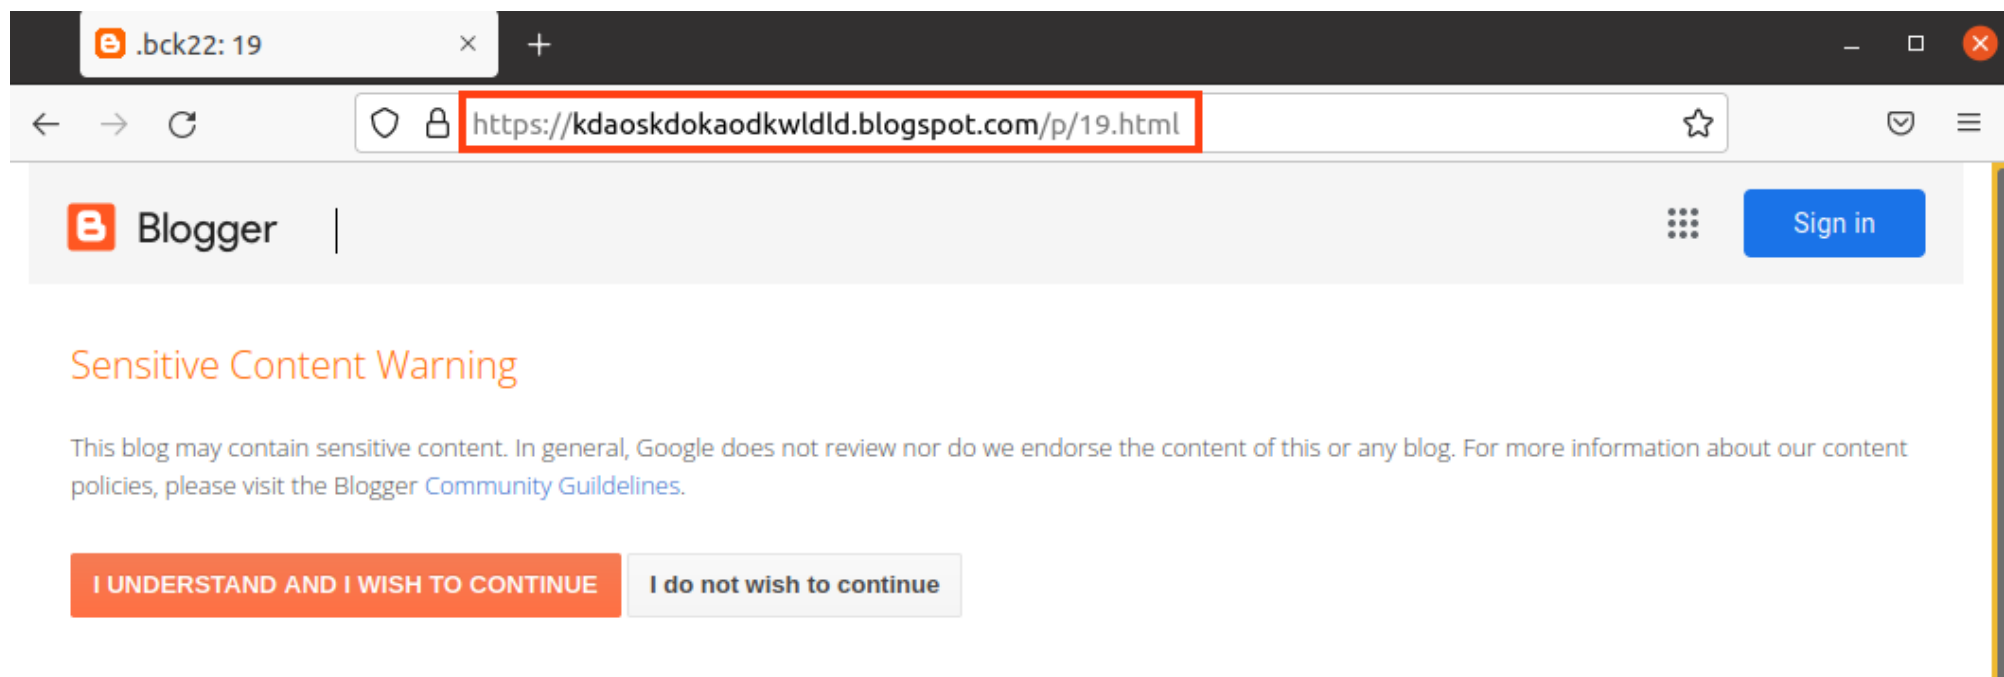 .bck22: 19
https://kdaoskdokaodkwldld.blogspot.com/p/19.html
Blogger
Sign in
Sensitive Content Warning
This blog may contain sensitive content. In general, Google does not review nor do we endorse the content of this or any blog. For more information about our content
policies, please visit the Blogger Community Guildelines.
I UNDERSTAND AND I WISH TO CONTINUE
I do not wish to continue